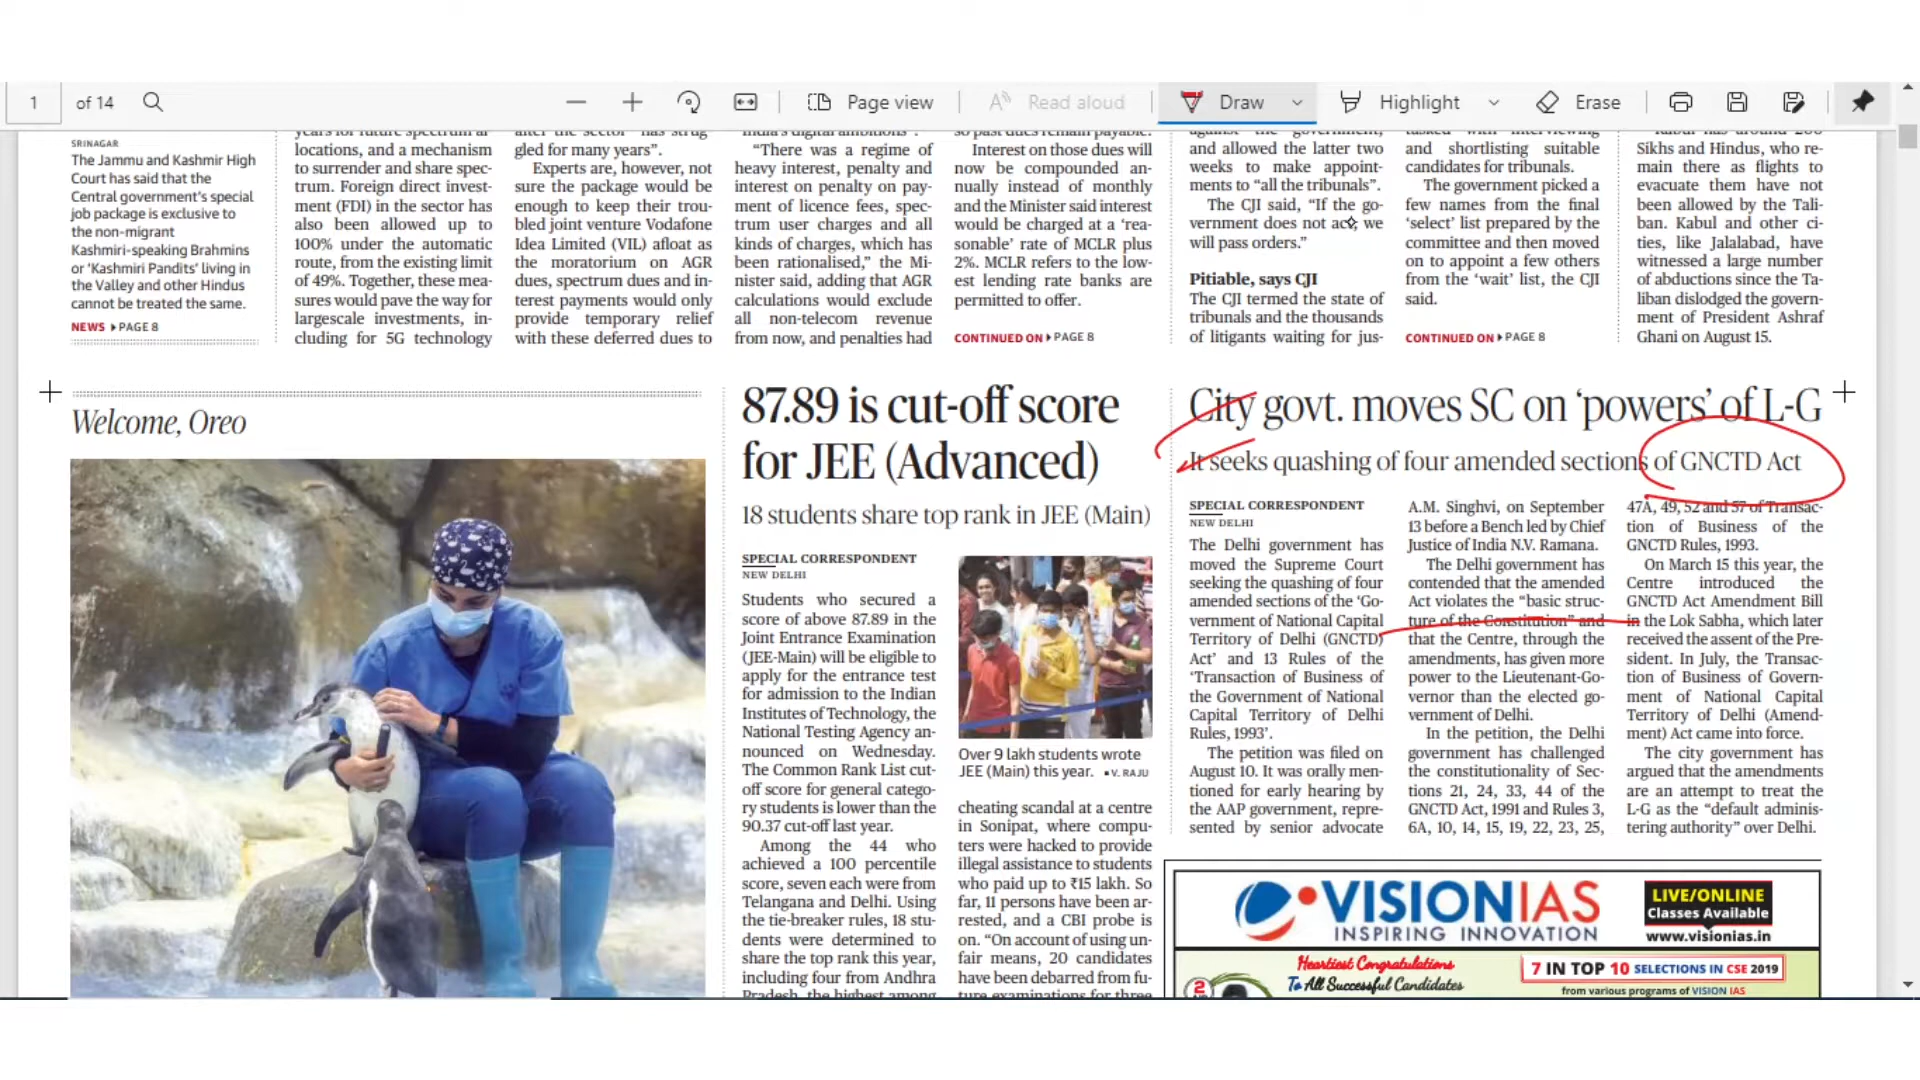 1 of 14
Page view
Read aloud
Draw
Highlight
Erase
SRINAGAR
The Jammu and Kashmir High
Court has said that the
Central government's special
job package is exclusive to
the non-migrant
Kashmiri-speaking Brahmins
or 'Kashmiri Pandits' living in
the Valley and other Hindus
cannot be treated the same.
NEWS PAGE 8
years for future spectrum al-
locations, and a mechanism
to surrender and share spec-
trum. Foreign direct invest-
ment (FDI) in the sector has
also been allowed up to
100% under the automatic
route, from the existing limit
of 49%. Together, these mea-
sures would pave the way for
largescale investments, in-
cluding for 5G technology
after the sector "has strug-
gled for many years".
Experts are, however, not
sure the package would be
enough to keep their trou-
bled joint venture Vodafone
Idea Limited (VIL) afloat as
the moratorium on AGR
dues, spectrum dues and in-
terest payments would only
provide temporary relief
with these deferred dues to
India's digital ambitions".
"There was a regime of
heavy interest, penalty and
interest on penalty on pay-
ment of licence fees, spec-
trum user charges and all
kinds of charges, which has
been rationalised," the Mi-
nister said, adding that AGR
calculations would exclude
all non-telecom revenue
from now, and penalties had
so past dues remain payable.
Interest on those dues will
now be compounded an-
nually instead of monthly
and the Minister said interest
would be charged at a 'rea-
sonable' rate of MCLR plus
2%. MCLR refers to the low-
est lending rate banks are
permitted to offer.
CONTINUED ON PAGE 8
against the government,
and allowed the latter two
weeks to make appoint-
ments to "all the tribunals".
The CJI said, "If the go-
vernment does not act, we
will pass orders."
Pitiable, says CJI
The CJI termed the state of
tribunals and the thousands
of litigants waiting for jus-
tasked with interviewing
and shortlisting suitable
candidates for tribunals.
The government picked a
few names from the final
'select' list prepared by the
committee and then moved
on to appoint a few others
from the 'wait' list, the CJI
said.
CONTINUED ON PAGE 8
Kabul has around 200
Sikhs and Hindus, who re-
main there as flights to
evacuate them have not
been allowed by the Tali-
ban. Kabul and other ci-
ties, like Jalalabad, have
witnessed a large number
of abductions since the Ta-
liban dislodged the govern-
ment of President Ashraf
Ghani on August 15.
Welcome, Oreo
87.89 is cut-off score
for JEE (Advanced)
18 students share top rank in JEE (Main)
SPECIAL CORRESPONDENT
NEW DELHI
Students who secured a
score of above 87.89 in the
Joint Entrance Examination
(JEE-Main) will be eligible to
apply for the entrance test
for admission to the Indian
Institutes of Technology, the
National Testing Agency an-
nounced on Wednesday.
The Common Rank List cut-
off score for general catego-
ry students is lower than the
90.37 cut-off last year.
Among the 44 who
achieved a 100 percentile
score, seven each were from
Telangana and Delhi. Using
the tie-breaker rules, 18 stu-
dents were determined to
share the top rank this year,
including four from Andhra
Pradesh, the highest among
Over 9 lakh students wrote
JEE (Main) this year. V. RAJU
cheating scandal at a centre
in Sonipat, where compu-
ters were hacked to provide
illegal assistance to students
who paid up to ₹15 lakh. So
far, 11 persons have been ar-
rested, and a CBI probe is
on. "On account of using un-
fair means, 20 candidates
have been debarred from fu-
ture examinations for three
City govt. moves SC on 'powers' of L-G
It seeks quashing of four amended sections of GNCTD Act
SPECIAL CORRESPONDENT
NEW DELHI
The Delhi government has
moved the Supreme Court
seeking the quashing of four
amended sections of the 'Go-
vernment of National Capital
Territory of Delhi (GNCTD)
Act' and 13 Rules of the
'Transaction of Business of
the Government of National
Capital Territory of Delhi
Rules, 1993'.
The petition was filed on
August 10. It was orally men-
tioned for early hearing by
the AAP government, repre-
sented by senior advocate
A.M. Singhvi, on September
13 before a Bench led by Chief
Justice of India N.V. Ramana.
The Delhi government has
contended that the amended
Act violates the "basic struc-
ture of the Constitution" and
that the Centre, through the
amendments, has given more
power to the Lieutenant-Go-
vernor than the elected go-
vernment of Delhi.
In the petition, the Delhi
government has challenged
the constitutionality of Sec-
tions 21, 24, 33, 44 of the
GNCTD Act, 1991 and Rules 3,
6A, 10, 14, 15, 19, 22, 23, 25,
47A, 49, 52 and 57 of Transac-
tion of Business of the
GNCTD Rules, 1993.
On March 15 this year, the
Centre introduced the
GNCTD Act Amendment Bill
in the Lok Sabha, which later
received the assent of the Pre-
sident. In July, the Transac-
tion of Business of Govern-
ment of National Capital
Territory of Delhi (Amend-
ment) Act came into force.
The city government has
argued that the amendments
are an attempt to treat the
L-G as the "default adminis-
tering authority" over Delhi.
VISIONIAS
INSPIRING INNOVATION
LIVE/ONLINE
Classes Available
www.visionias.in
Heartiest Congratulations
To All Successful Candidates
7 IN TOP 10 SELECTIONS IN CSE 2019
from various programs of VISION IAS
2